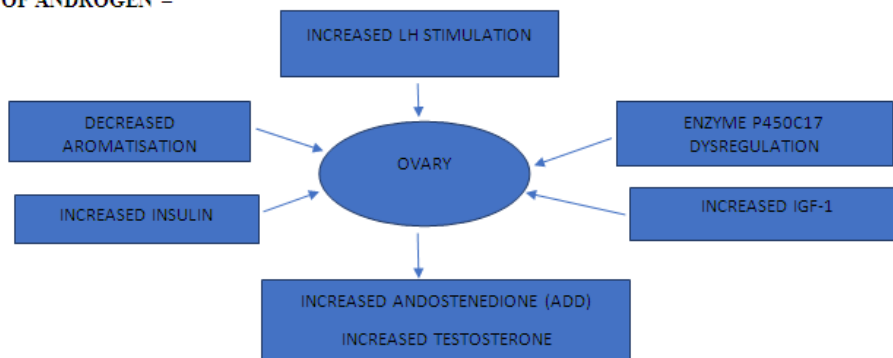 OF ANDROGEN –
INCREASED LH STIMULATION
DECREASED
AROMATISATION
ENZYME P450C17
DYSREGULATION
OVARY
INCREASED INSULIN
INCREASED IGF-1
INCREASED ANDOSTENEDIONE (ADD)
INCREASED TESTOSTERONE